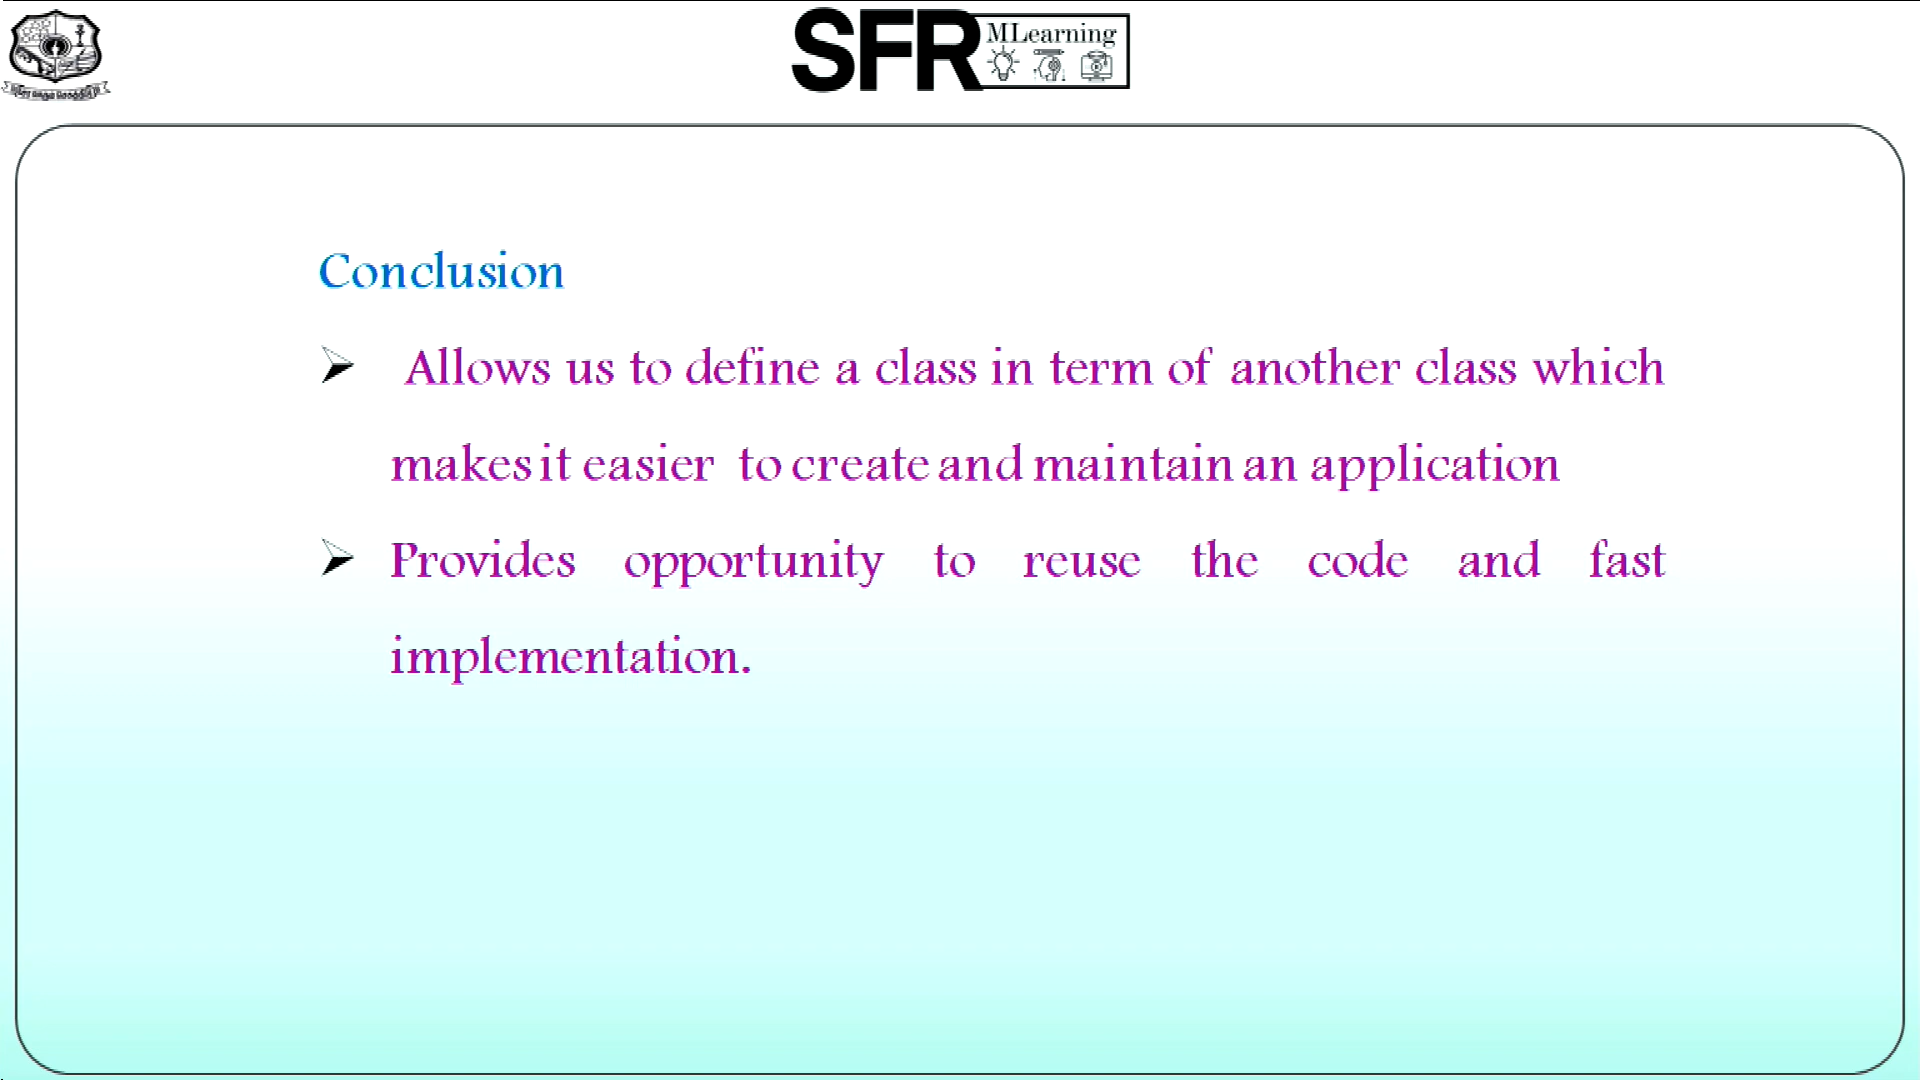 SFR MLearning
Conclusion
Allows us to define a class in term of another class which
makes it easier to create and maintain an application
Provides opportunity to reuse the code and fast
implementation.